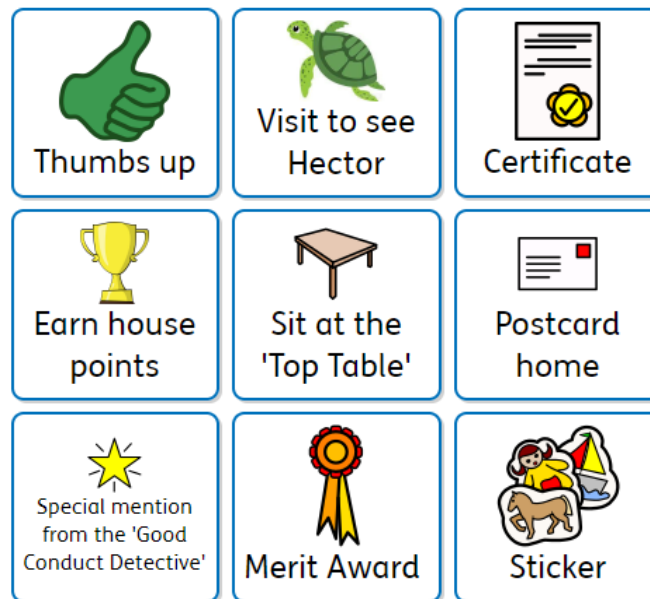 Thumbs up
Visit to see
Hector
Certificate
Earn house
points
Sit at the
'Top Table'
Postcard
home
Special mention
from the 'Good
Conduct Detective'
Merit Award
Sticker